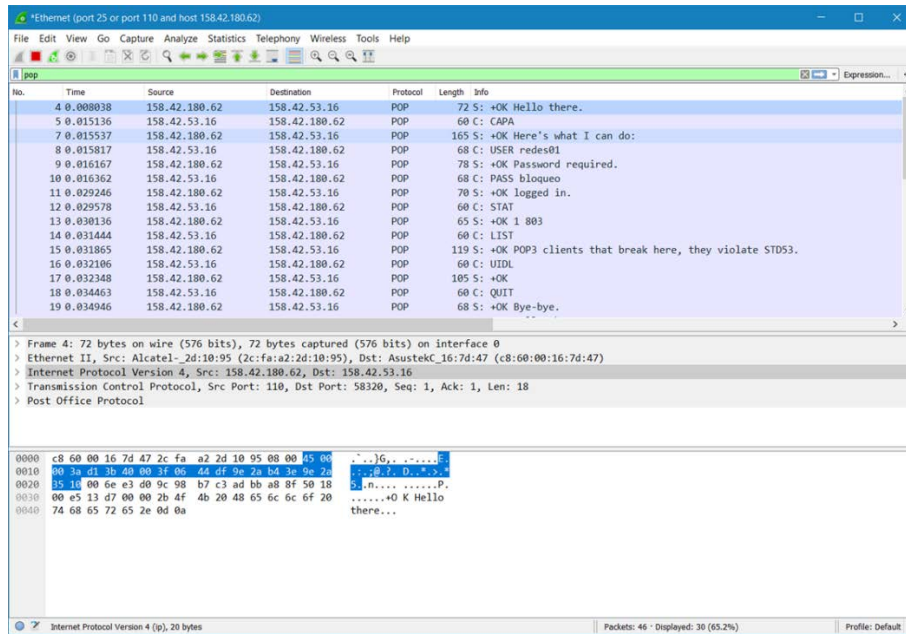 *Ethernet (port 25 or port 110 and host 158.42.180.62)
File Edit View Go Capture Analyze Statistics Telephony Wireless Tools Help
pop Expression...
No. Time Source Destination Protocol Length Info
4 0.008038 158.42.180.62 158.42.53.16 POP 72 S: +OK Hello there.
5 0.015136 158.42.53.16 158.42.180.62 POP 60 C: CAPA
7 0.015537 158.42.180.62 158.42.53.16 POP 165 S: +OK Here's what I can do:
8 0.015817 158.42.53.16 158.42.180.62 POP 68 C: USER redes01
9 0.016167 158.42.180.62 158.42.53.16 POP 78 S: +OK Password required.
10 0.016362 158.42.53.16 158.42.180.62 POP 68 C: PASS bloqueo
11 0.029246 158.42.180.62 158.42.53.16 POP 70 S: +OK logged in.
12 0.029578 158.42.53.16 158.42.180.62 POP 60 C: STAT
13 0.030136 158.42.180.62 158.42.53.16 POP 65 S: +OK 1 803
14 0.031444 158.42.53.16 158.42.180.62 POP 60 C: LIST
15 0.031865 158.42.180.62 158.42.53.16 POP 119 S: +OK POP3 clients that break here, they violate STD53.
16 0.032106 158.42.53.16 158.42.180.62 POP 60 C: UIDL
17 0.032348 158.42.180.62 158.42.53.16 POP 105 S: +OK
18 0.034463 158.42.53.16 158.42.180.62 POP 60 C: QUIT
19 0.034946 158.42.180.62 158.42.53.16 POP 68 S: +OK Bye-bye.
> Frame 4: 72 bytes on wire (576 bits), 72 bytes captured (576 bits) on interface 0
> Ethernet II, Src: Alcatel-_2d:10:95 (2c:fa:a2:2d:10:95), Dst: AsustekC_16:7d:47 (c8:60:00:16:7d:47)
> Internet Protocol Version 4, Src: 158.42.180.62, Dst: 158.42.53.16
> Transmission Control Protocol, Src Port: 110, Dst Port: 58320, Seq: 1, Ack: 1, Len: 18
> Post Office Protocol
0000 c8 60 00 16 7d 47 2c fa a2 2d 10 95 08 00 45 00 .`..}G,. .-....E.
0010 00 3a d1 3b 40 00 3f 06 44 df 9e 2a b4 3e 9e 2a .:.;@.?. D..*.>.*
0020 35 10 00 6e e3 d0 9c 98 b7 c3 ad bb a8 8f 50 18 5..n.... ......P.
0030 00 e5 13 d7 00 00 2b 4f 4b 20 48 65 6c 6c 6f 20 ......+O K Hello
0040 74 68 65 72 65 2e 0d 0a there...
Internet Protocol Version 4 (ip), 20 bytes Packets: 46 · Displayed: 30 (65.2%) Profile: Default